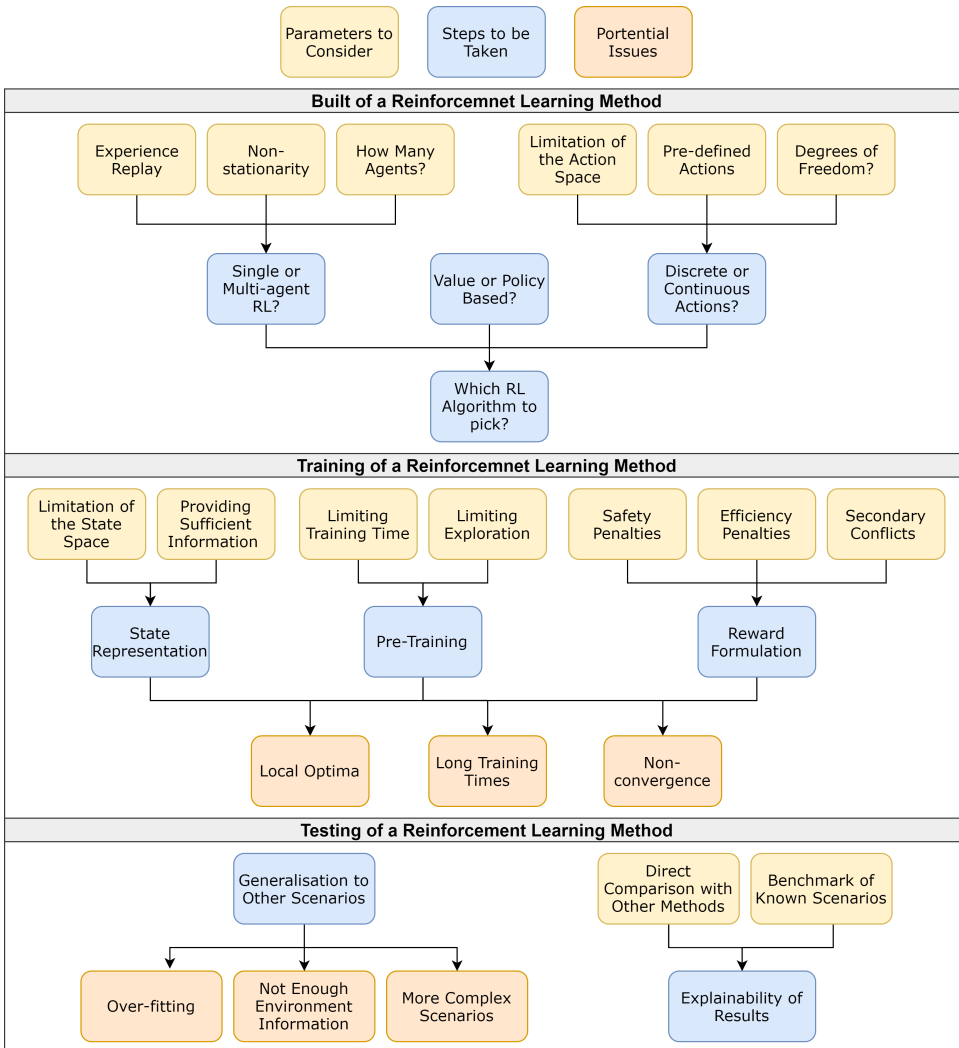 Parameters to
Consider
Steps to be
Taken
Portential
Issues
Built of a Reinforcemnet Learning Method
Experience
Replay
Non-
stationarity
How Many
Agents?
Limitation of
the Action
Space
Pre-defined
Actions
Degrees of
Freedom?
Single or
Multi-agent
RL?
Value or Policy
Based?
Discrete or
Continuous
Actions?
Which RL
Algorithm to
pick?
Training of a Reinforcemnet Learning Method
Limitation of
the State
Space
Providing
Sufficient
Information
Limiting
Training Time
Limiting
Exploration
Safety
Penalties
Efficiency
Penalties
Secondary
Conflicts
State
Representation
Pre-Training
Reward
Formulation
Local Optima
Long Training
Times
Non-
convergence
Testing of a Reinforcement Learning Method
Generalisation to
Other Scenarios
Direct
Comparison with
Other Methods
Benchmark of
Known Scenarios
Over-fitting
Not Enough
Environment
Information
More Complex
Scenarios
Explainability of
Results